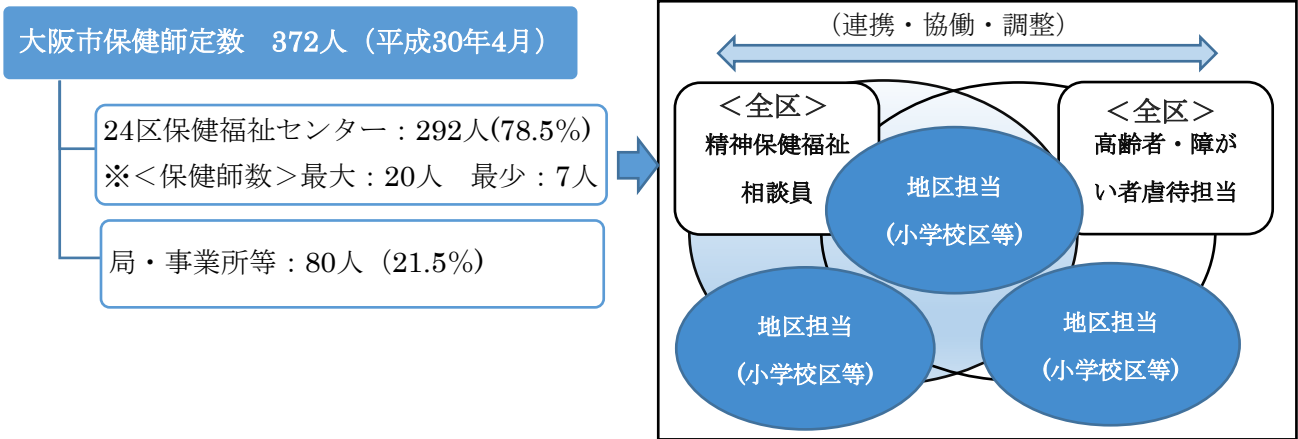 大阪市保健師定数　372人（平成30年4月）
24区保健福祉センター：292人(78.5%)
※＜保健師数＞最大：20人　最少：7人
局・事業所等：80人（21.5%）
（連携・協働・調整）
＜全区＞
精神保健福祉
相談員
＜全区＞
高齢者・障が
い者虐待担当
地区担当
(小学校区等)
地区担当
(小学校区等)
地区担当
(小学校区等)